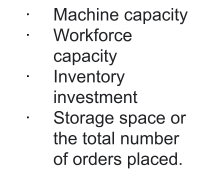 · Machine capacity
· Workforce
capacity
· Inventory
investment
· Storage space or
the total number
of orders placed.